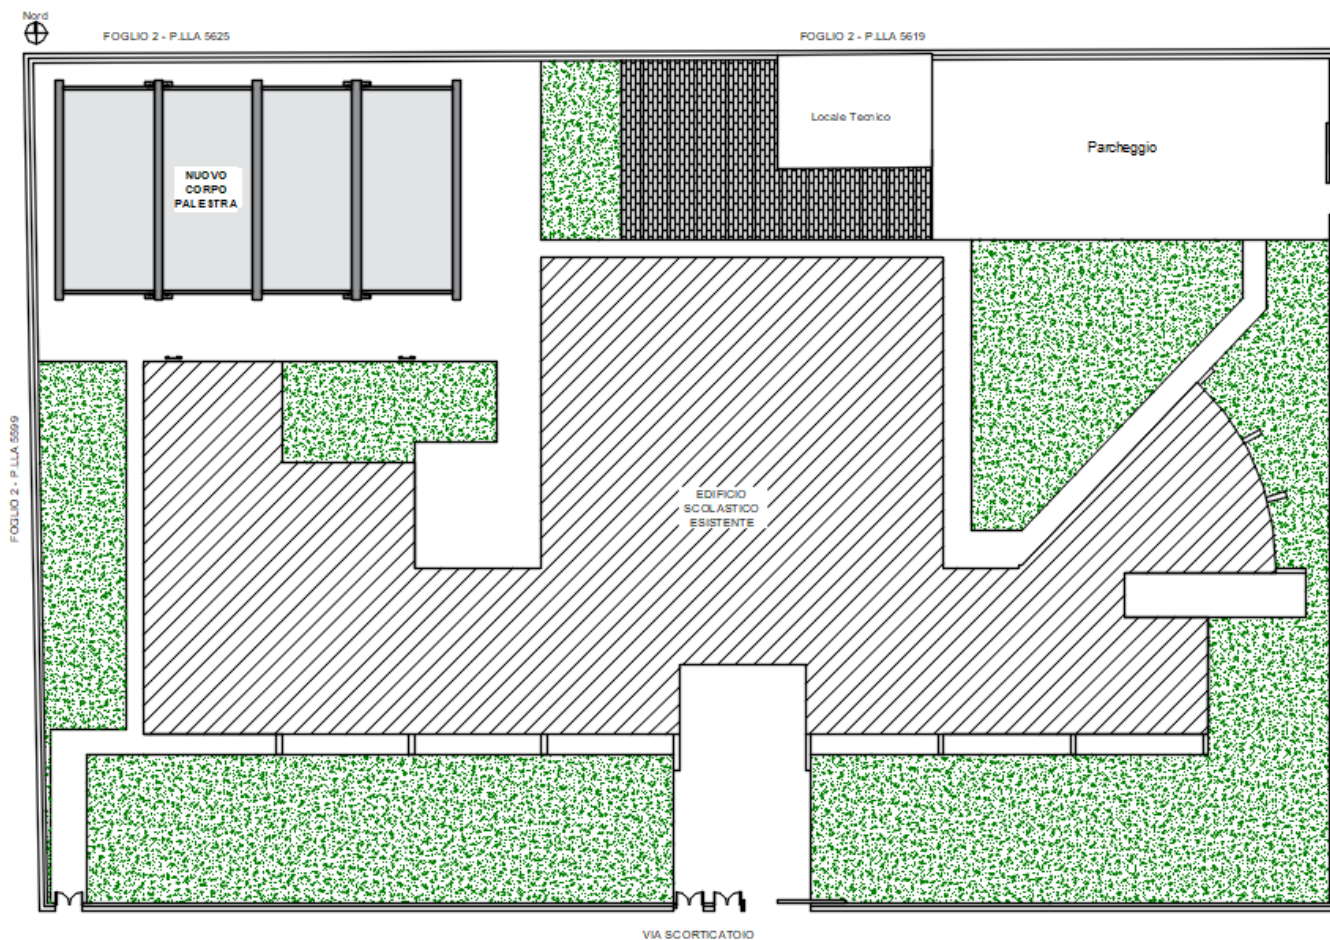 Nord
FOGLIO 2 - P.LLA 5625
FOGLIO 2 - P.LLA 5619
Locale Tecnico
Parcheggio
NUOVO
CORPO
PALESTRA
FOGLIO 2 - P.LLA 5599
EDIFICIO
SCOLASTICO
ESISTENTE
VIA SCORTICATOIO